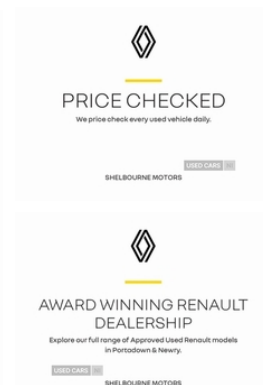 PRICE CHECKED
We price check every used vehicle daily.
USED CARS
SHELBOURNE MOTORS
AWARD WINNING RENAULT
DEALERSHIP
Explore our full range of Approved Used Renault models
in Portadown & Newry.
USED CARS
SHELBOURNE MOTORS